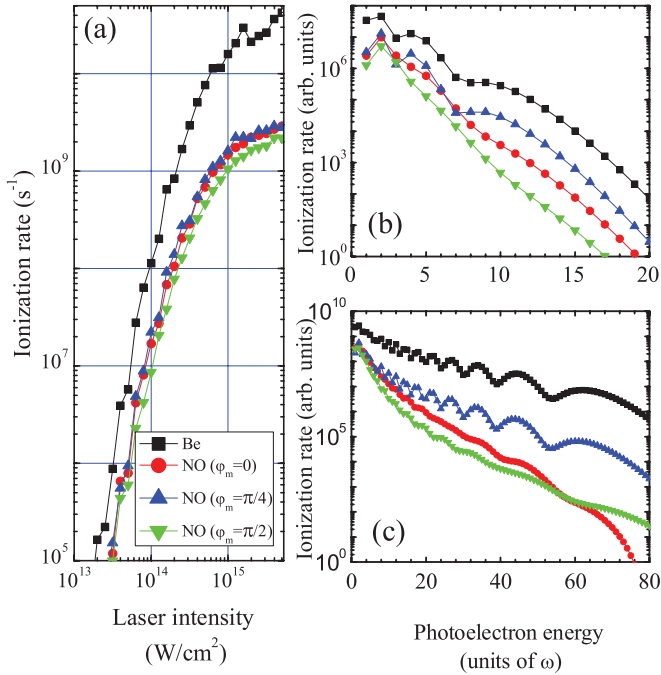 (a)
Ionization rate (s⁻¹)
10⁹
10⁷
10⁵
Be
NO (φₘ=0)
NO (φₘ=π/4)
NO (φₘ=π/2)
10¹³ 10¹⁴ 10¹⁵
Laser intensity
(W/cm²)
(b)
Ionization rate (arb. units)
10⁶
10³
10⁰
0 5 10 15 20
(c)
Ionization rate (arb. units)
10¹⁰
10⁵
10⁰
0 20 40 60 80
Photoelectron energy
(units of ω)